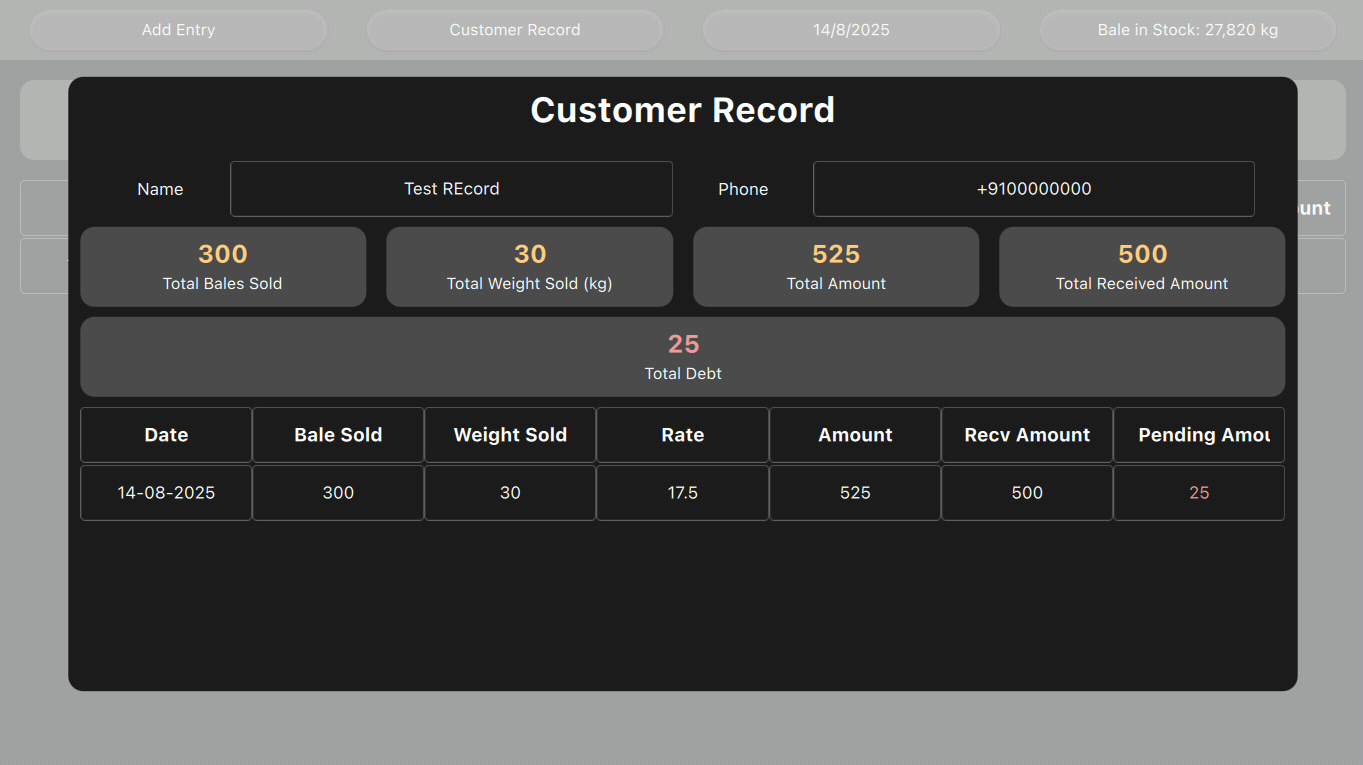 Add Entry
Customer Record
14/8/2025
Bale in Stock: 27,820 kg
Customer Record
Name
Test REcord
Phone
+9100000000
300
Total Bales Sold
30
Total Weight Sold (kg)
525
Total Amount
500
Total Received Amount
25
Total Debt
Date
Bale Sold
Weight Sold
Rate
Amount
Recv Amount
Pending Amou
14-08-2025
300
30
17.5
525
500
25